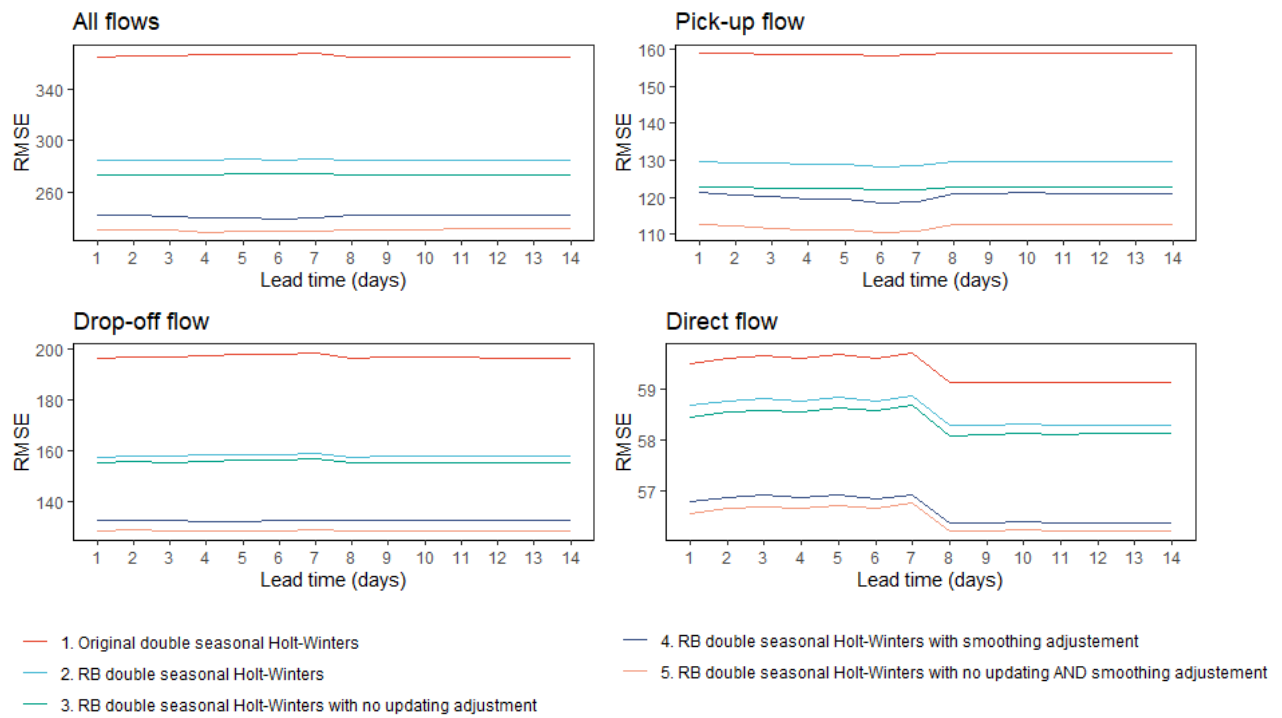 All flows
RMSE
340
300
260
1 2 3 4 5 6 7 8 9 10 11 12 13 14
Lead time (days)
Pick-up flow
RMSE
160
150
140
130
120
110
1 2 3 4 5 6 7 8 9 10 11 12 13 14
Lead time (days)
Drop-off flow
RMSE
200
180
160
140
1 2 3 4 5 6 7 8 9 10 11 12 13 14
Lead time (days)
Direct flow
RMSE
59
58
57
1 2 3 4 5 6 7 8 9 10 11 12 13 14
Lead time (days)
1. Original double seasonal Holt-Winters
2. RB double seasonal Holt-Winters
3. RB double seasonal Holt-Winters with no updating adjustment
4. RB double seasonal Holt-Winters with smoothing adjustement
5. RB double seasonal Holt-Winters with no updating AND smoothing adjustement